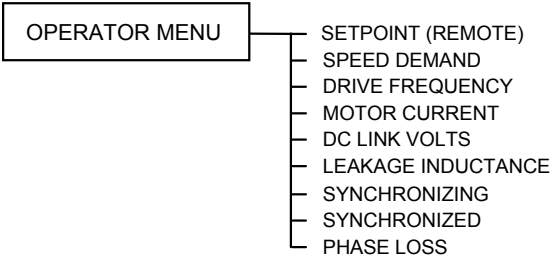 OPERATOR MENU
SETPOINT (REMOTE)
SPEED DEMAND
DRIVE FREQUENCY
MOTOR CURRENT
DC LINK VOLTS
LEAKAGE INDUCTANCE
SYNCHRONIZING
SYNCHRONIZED
PHASE LOSS